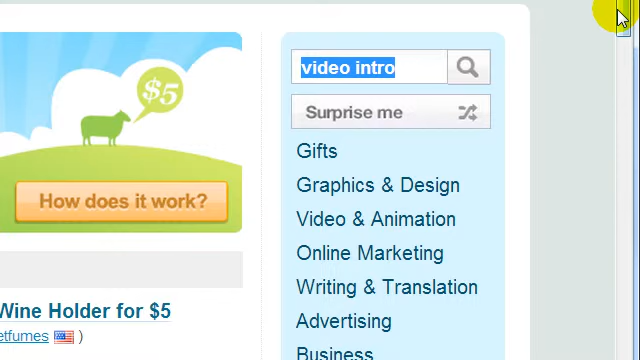 video intro
Surprise me
$5
Gifts
Graphics & Design
How does it work?
Video & Animation
Online Marketing
Writing & Translation
Wine Holder for $5
Advertising
etfumes )
Business